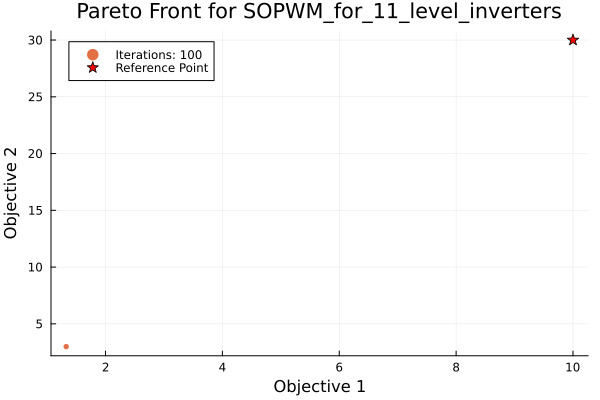 Pareto Front for SOPWM_for_11_level_inverters
Iterations: 100
Reference Point
Objective 2
30
25
20
15
10
5
2 4 6 8 10
Objective 1